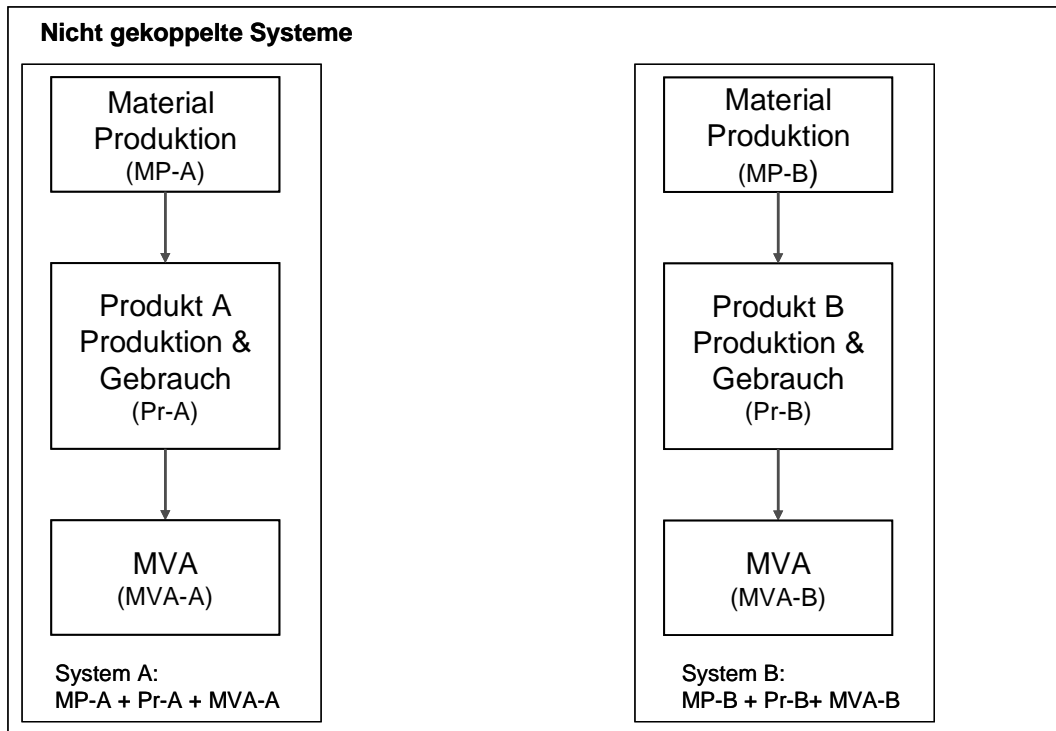 Nicht gekoppelte Systeme
Material
Produktion
(MP-A)
Produkt A
Produktion &
Gebrauch
(Pr-A)
MVA
(MVA-A)
System A:
MP-A + Pr-A + MVA-A
Material
Produktion
(MP-B)
Produkt B
Produktion &
Gebrauch
(Pr-B)
MVA
(MVA-B)
System B:
MP-B + Pr-B+ MVA-B